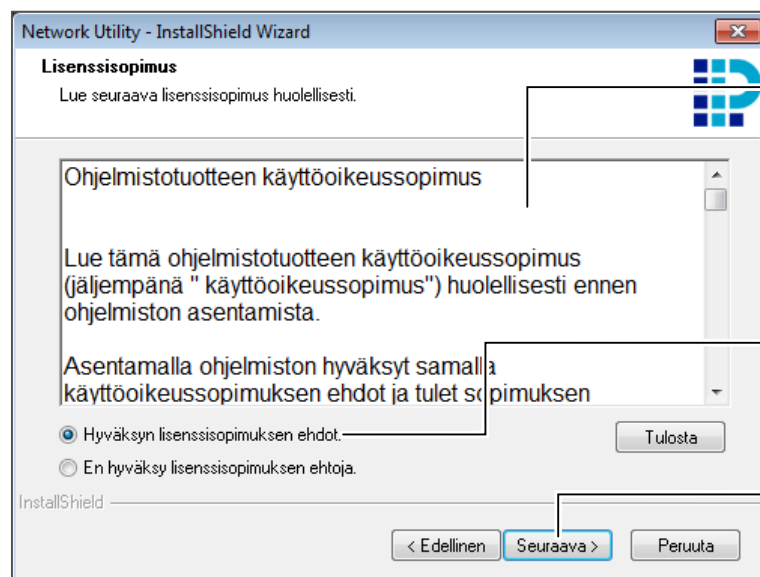 Network Utility - InstallShield Wizard
Lisenssisopimus
Lue seuraava lisenssisopimus huolellisesti.
Ohjelmistotuotteen käyttöoikeussopimus
Lue tämä ohjelmistotuotteen käyttöoikeussopimus
(jäljempänä " käyttöoikeussopimus") huolellisesti ennen
ohjelmiston asentamista.
Asentamalla ohjelmiston hyväksyt samalla
käyttöoikeussopimuksen ehdot ja tulet sopimuksen
Hyväksyn lisenssisopimuksen ehdot.
Tulosta
En hyväksy lisenssisopimuksen ehtoja.
InstallShield
< Edellinen
Seuraava >
Peruuta